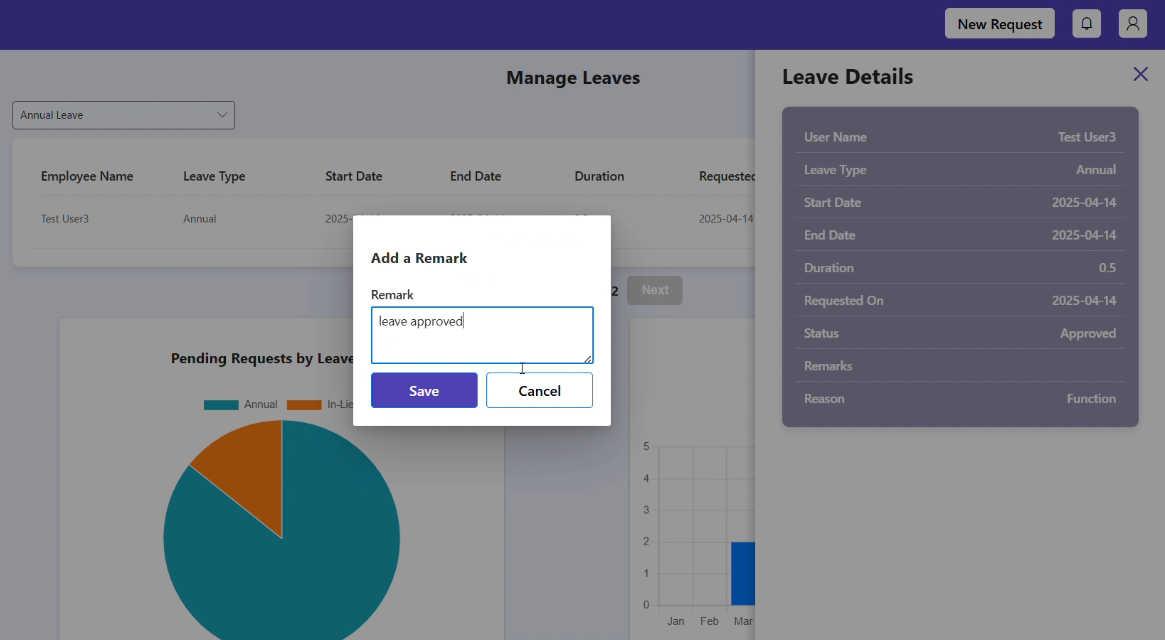 New Request
Manage Leaves
Annual Leave
Employee Name Leave Type Start Date End Date Duration Requested
Test User3 Annual 2025- 2025-04-14
2 Next
Pending Requests by Leave
Annual In-Lie
5
4
3
2
1
0
Jan Feb Mar
Add a Remark
Remark
leave approved
Save Cancel
Leave Details
User Name Test User3
Leave Type Annual
Start Date 2025-04-14
End Date 2025-04-14
Duration 0.5
Requested On 2025-04-14
Status Approved
Remarks
Reason Function